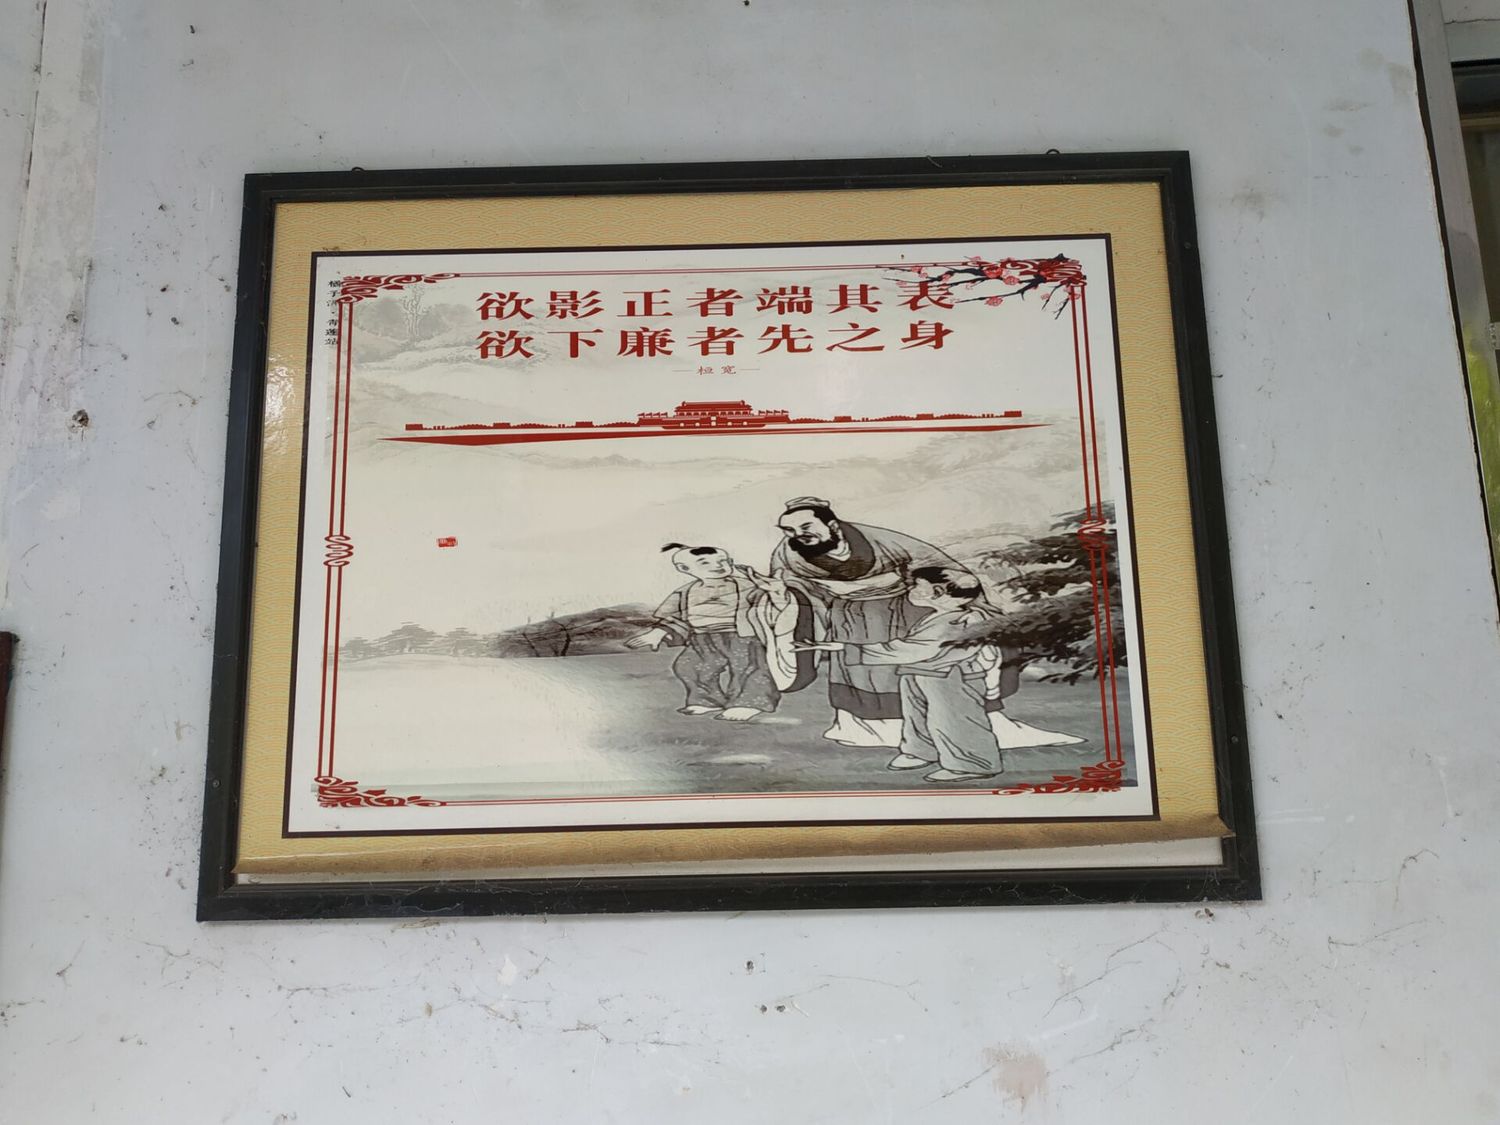 欲影正者端其表
欲下廉者先之身
—桓宽—